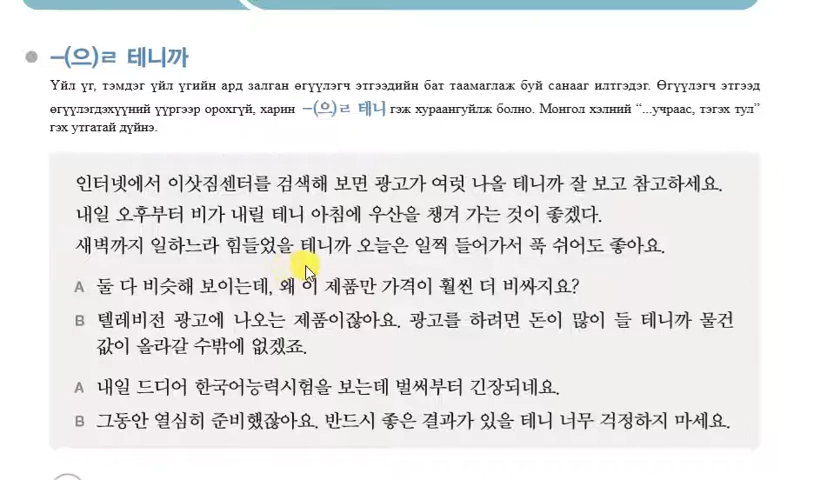 -(으)ㄹ 테니까
Үйл үг, тэмдэг үйл үгийн ард залган өгүүлэгч этгээдийн бат таамаглаж буй санааг илтгэдэг. Өгүүлэгч этгээд
өгүүлэгдэхүүний үүргээр орохгүй, харин -(으)ㄹ 테니 гэж хураангуйлж болно. Монгол хэлний “...учраас, тэгэх тул”
гэх утгатай дүйнэ.
인터넷에서 이삿짐센터를 검색해 보면 광고가 여럿 나올 테니까 잘 보고 참고하세요.
내일 오후부터 비가 내릴 테니 아침에 우산을 챙겨 가는 것이 좋겠다.
새벽까지 일하느라 힘들었을 테니까 오늘은 일찍 들어가서 푹 쉬어도 좋아요.
A 둘 다 비슷해 보이는데, 왜 이 제품만 가격이 훨씬 더 비싸지요?
B 텔레비전 광고에 나오는 제품이잖아요. 광고를 하려면 돈이 많이 들 테니까 물건
값이 올라갈 수밖에 없겠죠.
A 내일 드디어 한국어능력시험을 보는데 벌써부터 긴장되네요.
B 그동안 열심히 준비했잖아요. 반드시 좋은 결과가 있을 테니 너무 걱정하지 마세요.